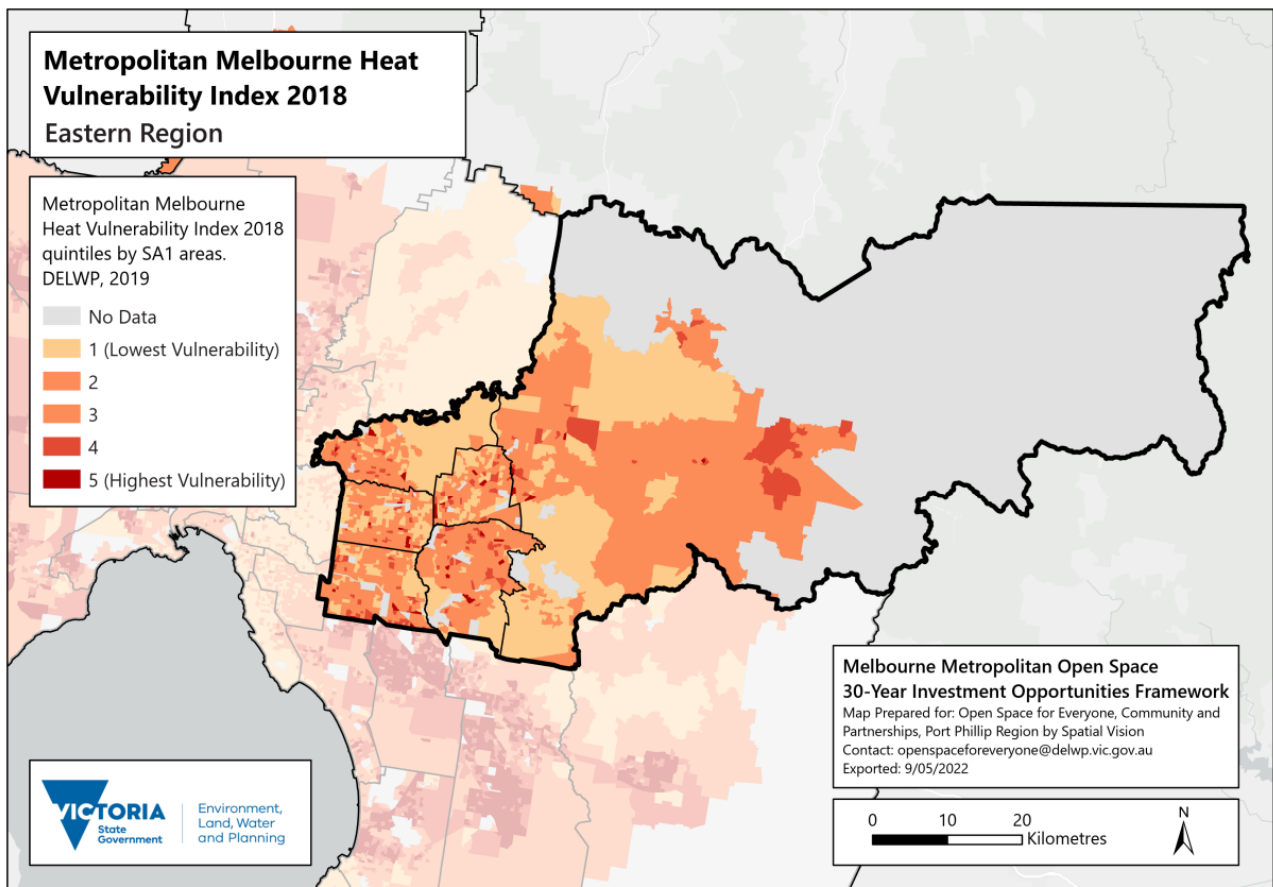 Metropolitan Melbourne Heat
Vulnerability Index 2018
Eastern Region
Metropolitan Melbourne
Heat Vulnerability Index 2018
quintiles by SA1 areas.
DELWP, 2019
No Data
1 (Lowest Vulnerability)
2
3
4
5 (Highest Vulnerability)
Melbourne Metropolitan Open Space
30-Year Investment Opportunities Framework
Map Prepared for: Open Space for Everyone, Community and
Partnerships, Port Phillip Region by Spatial Vision
Contact: openspaceforeveryone@delwp.vic.gov.au
Exported: 9/05/2022
0 10 20
Kilometres
N
VICTORIA
State
Government
Environment,
Land, Water
and Planning